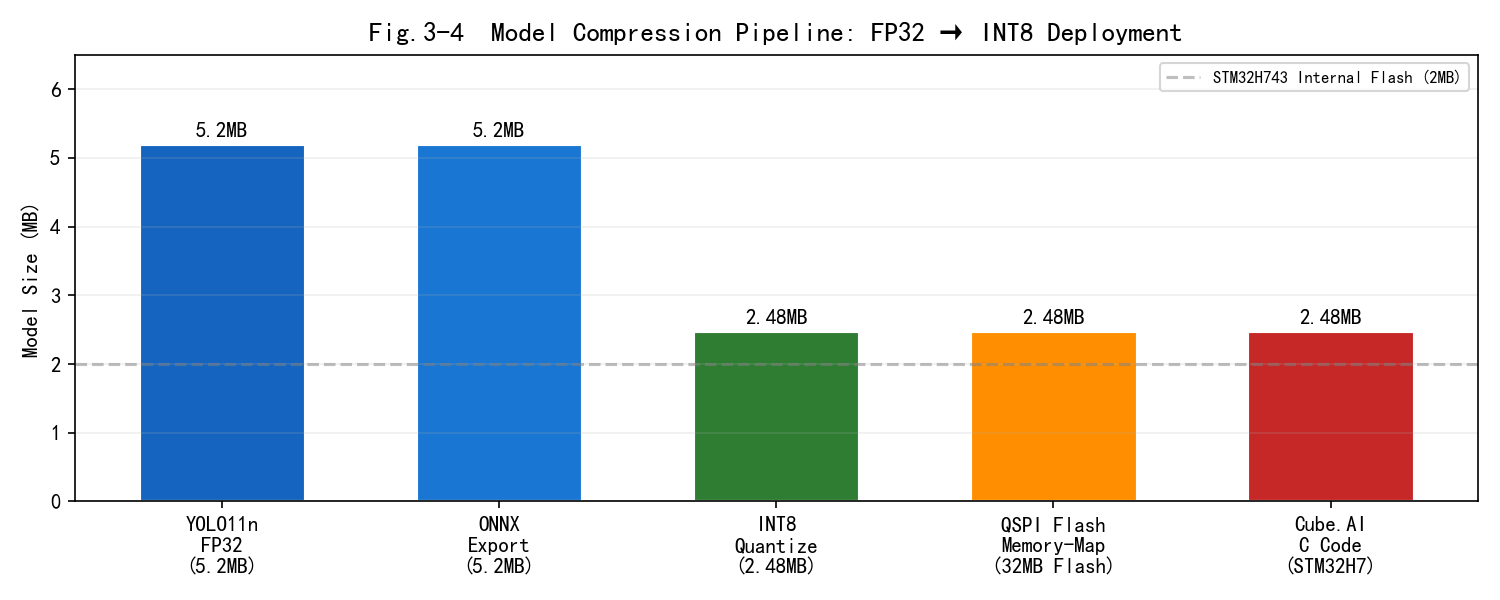 Fig.3-4  Model Compression Pipeline: FP32 → INT8 Deployment
STM32H743 Internal Flash (2MB)
Model Size (MB)
6
5
4
3
2
1
0
5.2MB
5.2MB
2.48MB
2.48MB
2.48MB
YOLO11n
FP32
(5.2MB)
ONNX
Export
(5.2MB)
INT8
Quantize
(2.48MB)
QSPI Flash
Memory-Map
(32MB Flash)
Cube.AI
C Code
(STM32H7)